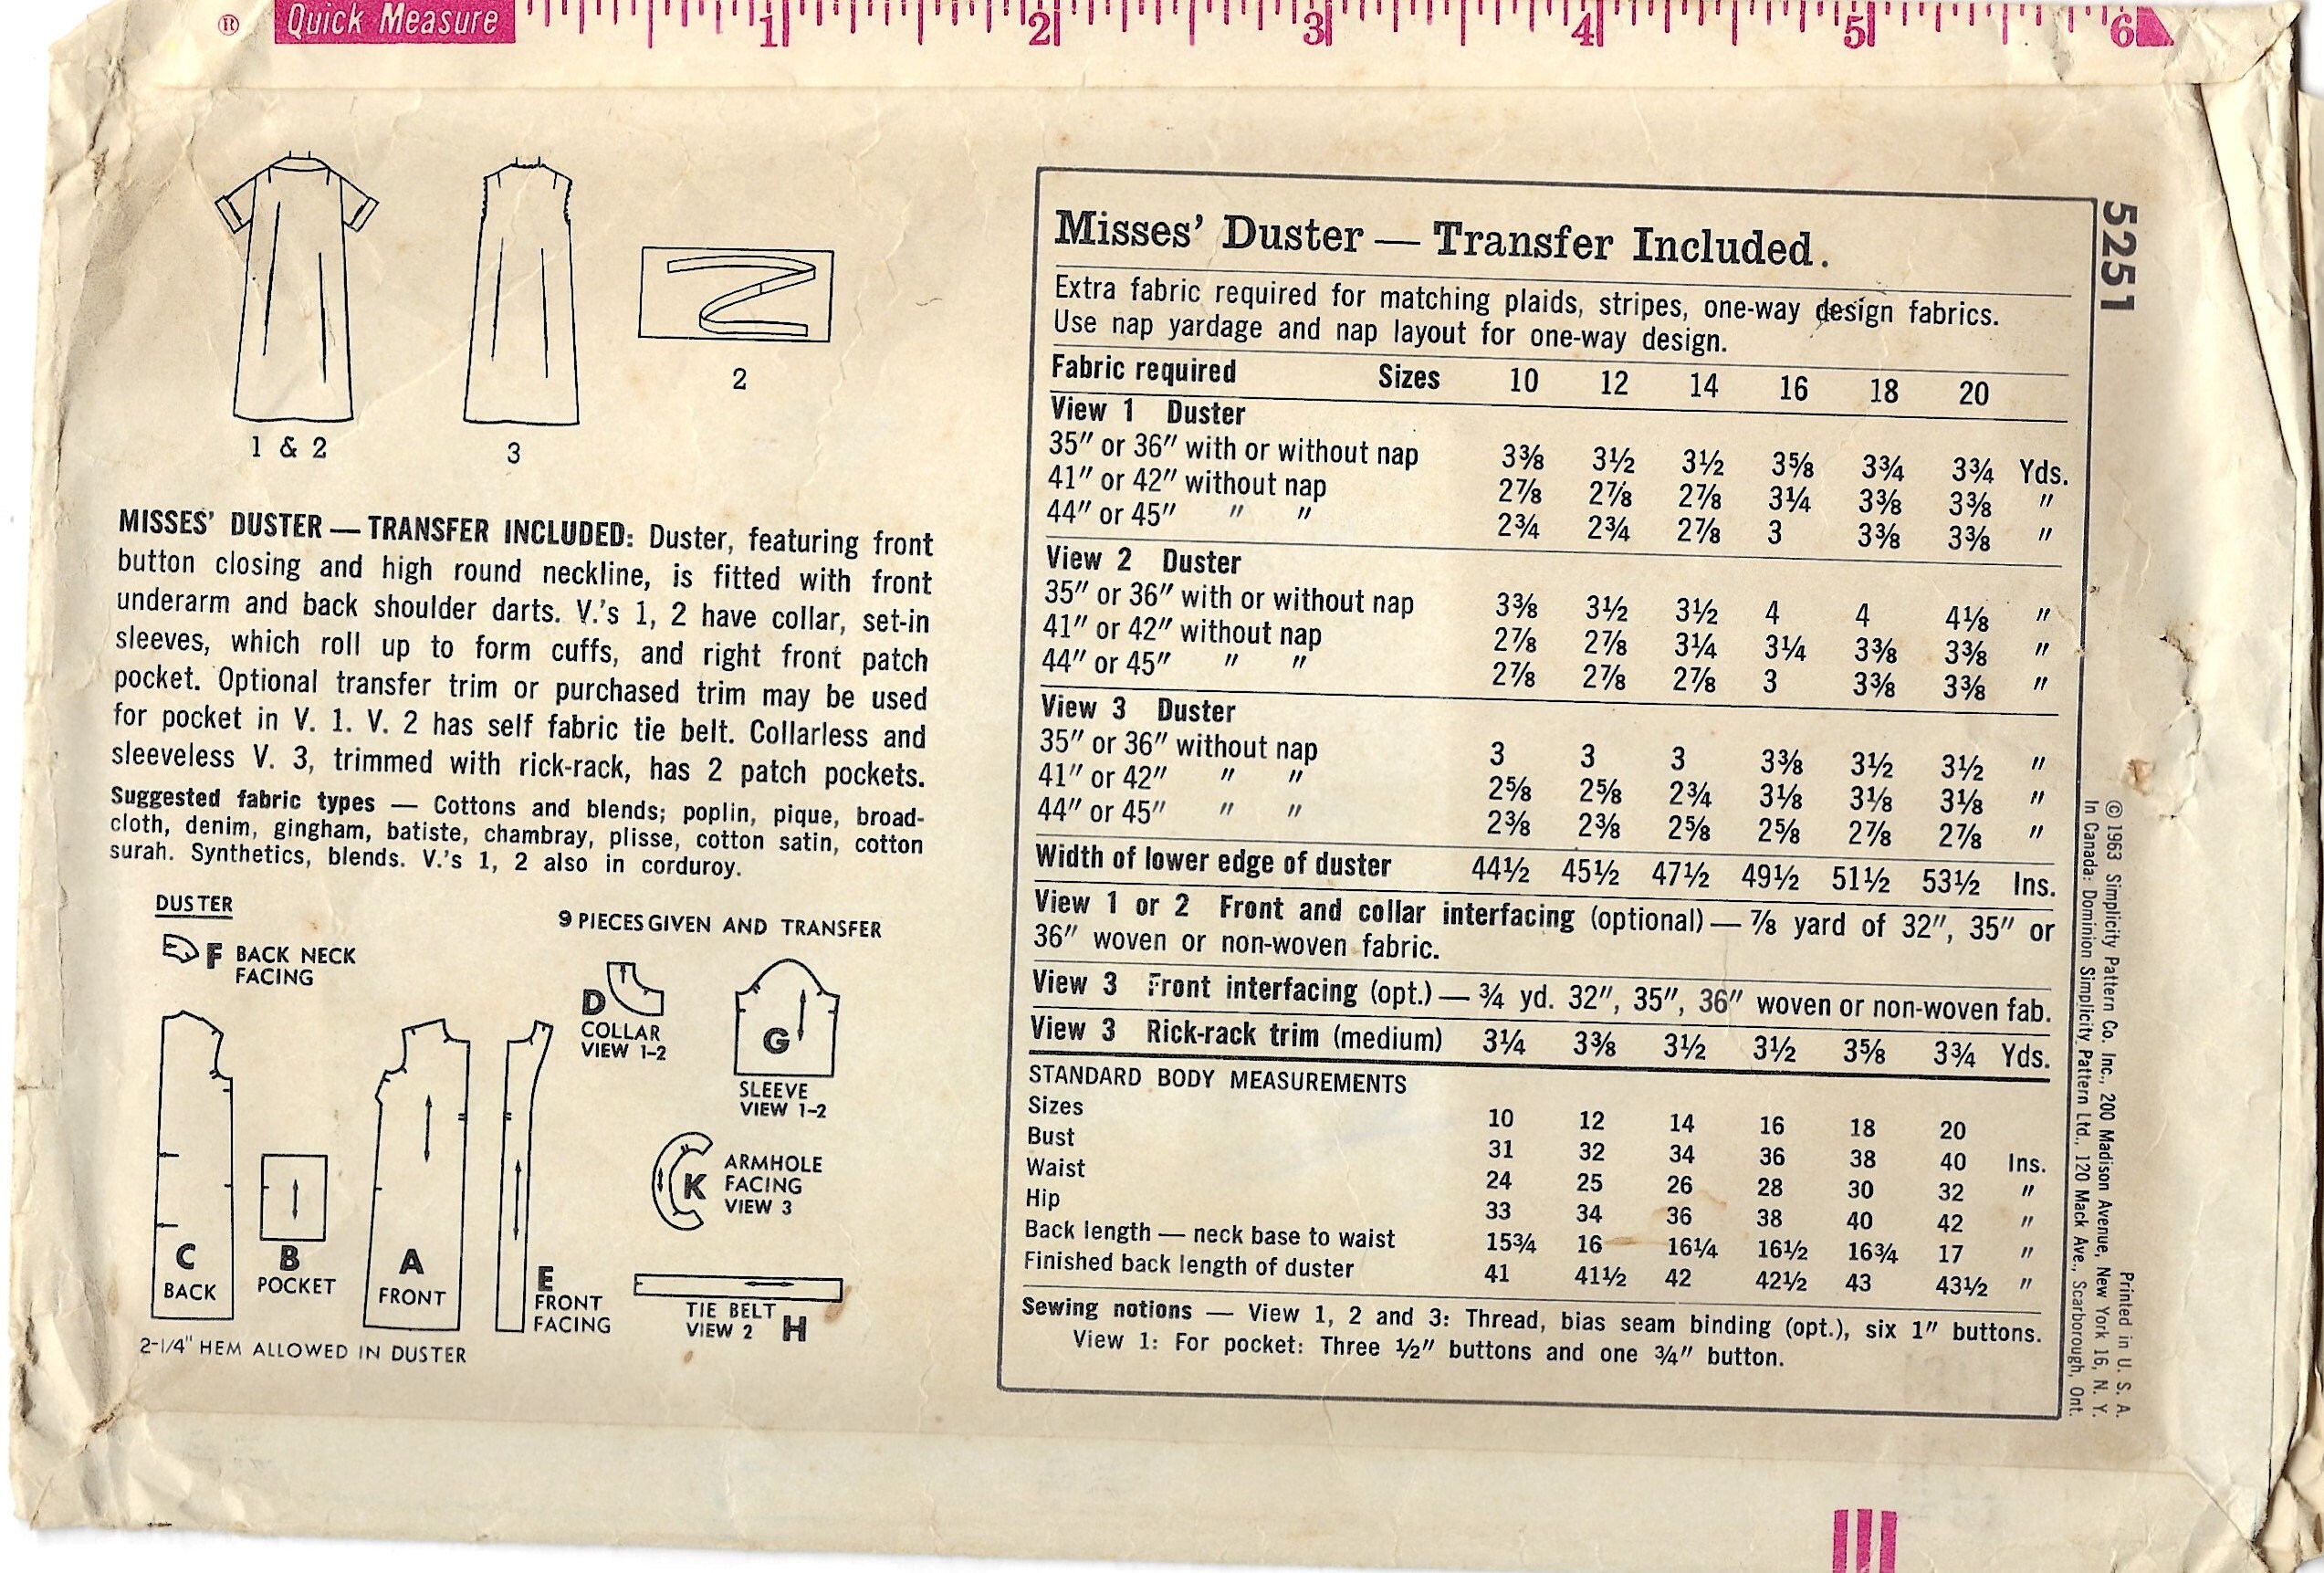 ® Quick Measure 1 2 3 4 5 6
1 & 2
3
2
MISSES' DUSTER — TRANSFER INCLUDED: Duster, featuring front
button closing and high round neckline, is fitted with front
underarm and back shoulder darts. V.'s 1, 2 have collar, set-in
sleeves, which roll up to form cuffs, and right front patch
pocket. Optional transfer trim or purchased trim may be used
for pocket in V. 1. V. 2 has self fabric tie belt. Collarless and
sleeveless V. 3, trimmed with rick-rack, has 2 patch pockets.
Suggested fabric types — Cottons and blends; poplin, pique, broad-
cloth, denim, gingham, batiste, chambray, plisse, cotton satin, cotton
surah. Synthetics, blends. V.'s 1, 2 also in corduroy.
DUSTER
9 PIECES GIVEN AND TRANSFER
F BACK NECK
FACING
D
COLLAR
VIEW 1-2
G
SLEEVE
VIEW 1-2
K ARMHOLE
FACING
VIEW 3
C
BACK
B
POCKET
A
FRONT
E
FRONT
FACING
TIE BELT
VIEW 2 H
2-1/4" HEM ALLOWED IN DUSTER
Misses' Duster — Transfer Included.
Extra fabric required for matching plaids, stripes, one-way design fabrics.
Use nap yardage and nap layout for one-way design.
Fabric required Sizes 10 12 14 16 18 20
View 1 Duster
35" or 36" with or without nap 3⅜ 3½ 3½ 3⅝ 3¾ 3¾ Yds.
41" or 42" without nap 2⅞ 2⅞ 2⅞ 3¼ 3⅜ 3⅜ "
44" or 45" " " 2¾ 2¾ 2⅞ 3 3⅜ 3⅜ "
View 2 Duster
35" or 36" with or without nap 3⅜ 3½ 3½ 4 4 4⅛ "
41" or 42" without nap 2⅞ 2⅞ 3¼ 3¼ 3⅜ 3⅜ "
44" or 45" " " 2⅞ 2⅞ 2⅞ 3 3⅜ 3⅜ "
View 3 Duster
35" or 36" without nap 3 3 3 3⅜ 3½ 3½ "
41" or 42" " " 2⅝ 2⅝ 2¾ 3⅛ 3⅛ 3⅛ "
44" or 45" " " 2⅜ 2⅜ 2⅝ 2⅝ 2⅞ 2⅞ "
Width of lower edge of duster 44½ 45½ 47½ 49½ 51½ 53½ Ins.
View 1 or 2 Front and collar interfacing (optional) — ⅞ yard of 32", 35" or
36" woven or non-woven fabric.
View 3 Front interfacing (opt.) — ¾ yd. 32", 35", 36" woven or non-woven fab.
View 3 Rick-rack trim (medium) 3¼ 3⅜ 3½ 3½ 3⅝ 3¾ Yds.
STANDARD BODY MEASUREMENTS
Sizes 10 12 14 16 18 20
Bust 31 32 34 36 38 40 Ins.
Waist 24 25 26 28 30 32 "
Hip 33 34 36 38 40 42 "
Back length — neck base to waist 15¾ 16 16¼ 16½ 16¾ 17 "
Finished back length of duster 41 41½ 42 42½ 43 43½ "
Sewing notions — View 1, 2 and 3: Thread, bias seam binding (opt.), six 1" buttons.
View 1: For pocket: Three ½" buttons and one ¾" button.
5251
Printed in U. S. A.
© 1963 Simplicity Pattern Co. Inc., 200 Madison Avenue, New York 16, N. Y.
In Canada: Dominion Simplicity Pattern Ltd., 120 Mack Ave., Scarborough, Ont.